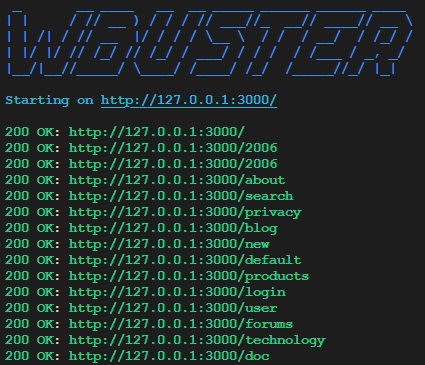 WBUSTER
Starting on http://127.0.0.1:3000/
200 OK: http://127.0.0.1:3000/
200 OK: http://127.0.0.1:3000/2006
200 OK: http://127.0.0.1:3000/2006
200 OK: http://127.0.0.1:3000/about
200 OK: http://127.0.0.1:3000/search
200 OK: http://127.0.0.1:3000/privacy
200 OK: http://127.0.0.1:3000/blog
200 OK: http://127.0.0.1:3000/new
200 OK: http://127.0.0.1:3000/default
200 OK: http://127.0.0.1:3000/products
200 OK: http://127.0.0.1:3000/login
200 OK: http://127.0.0.1:3000/user
200 OK: http://127.0.0.1:3000/forums
200 OK: http://127.0.0.1:3000/technology
200 OK: http://127.0.0.1:3000/doc